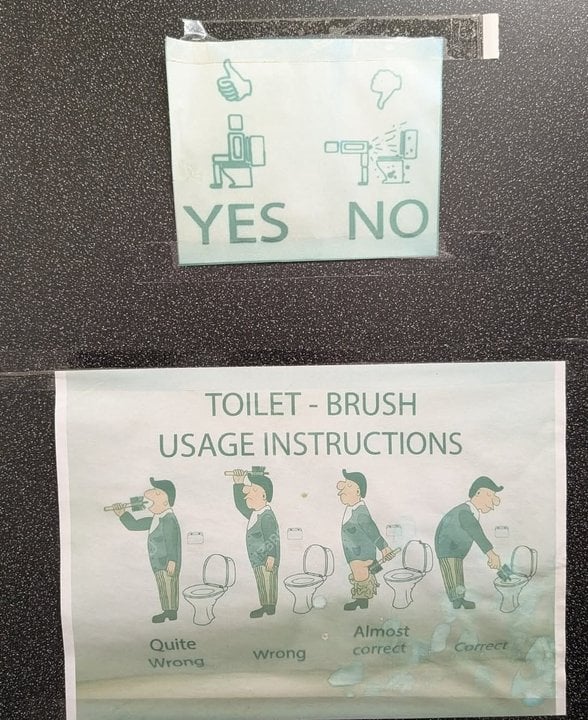 YES NO
TOILET - BRUSH
USAGE INSTRUCTIONS
Quite
Wrong
Wrong
Almost
correct
Correct